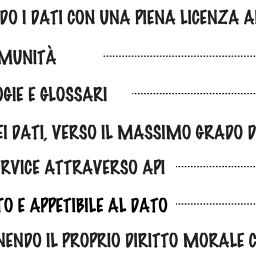 DO I DATI CON UNA PIENA LICENZA A
MUNITÀ
GIE E GLOSSARI
EI DATI, VERSO IL MASSIMO GRADO D
RVICE ATTRAVERSO API
TO E APPETIBILE AL DATO
NENDO IL PROPRIO DIRITTO MORALE C